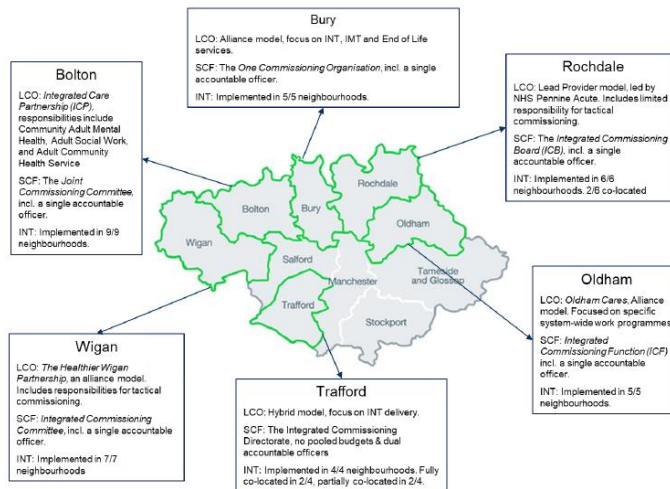 Bury
LCO: Alliance model, focus on INT, IMT and End of Life
services.
SCF: The One Commissioning Organisation, incl. a single
accountable officer.
INT: Implemented in 5/5 neighbourhoods.
Bolton
LCO: Integrated Care
Partnership (ICP),
responsibilities include
Community Adult Mental
Health, Adult Social Work,
and Adult Community
Health Service
SCF: The Joint
Commissioning Committee,
incl. a single accountable
officer.
INT: Implemented in 9/9
neighbourhoods.
Rochdale
LCO: Lead Provider model, led by
NHS Pennine Acute. Includes limited
responsibility for tactical
commissioning.
SCF: The Integrated Commissioning
Board (ICB), incl. a single
accountable officer.
INT: Implemented in 6/6
neighbourhoods. 2/6 co-located
Rochdale
Bolton
Bury
Oldham
Wigan
Salford
Manchester
Tameside
and Glossop
Trafford
Stockport
Oldham
LCO: Oldham Cares, Alliance
model. Focused on specific
system-wide work programmes
SCF: Integrated
Commissioning Function (ICF)
incl. a single accountable
officer.
INT: Implemented in 5/5
neighbourhoods.
Wigan
LCO: The Healthier Wigan
Partnership, an alliance model.
Includes responsibilities for tactical
commissioning.
SCF: Integrated Commissioning
Committee, incl. a single accountable
officer.
INT: Implemented in 7/7
neighbourhoods
Trafford
LCO: Hybrid model, focus on INT delivery.
SCF: The Integrated Commissioning
Directorate, no pooled budgets & dual
accountable officers
INT: Implemented in 4/4 neighbourhoods. Fully
co-located in 2/4, partially co-located in 2/4.